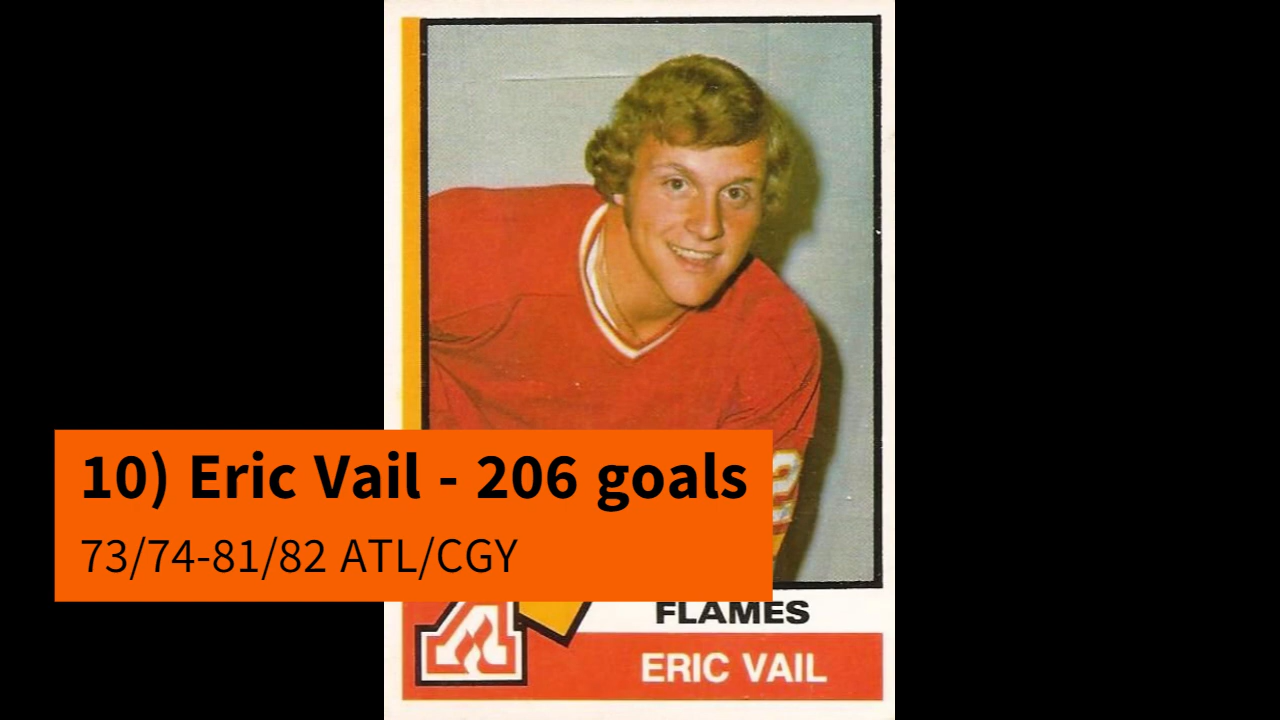 10) Eric Vail - 206 goals
73/74-81/82 ATL/CGY
FLAMES
ERIC VAIL